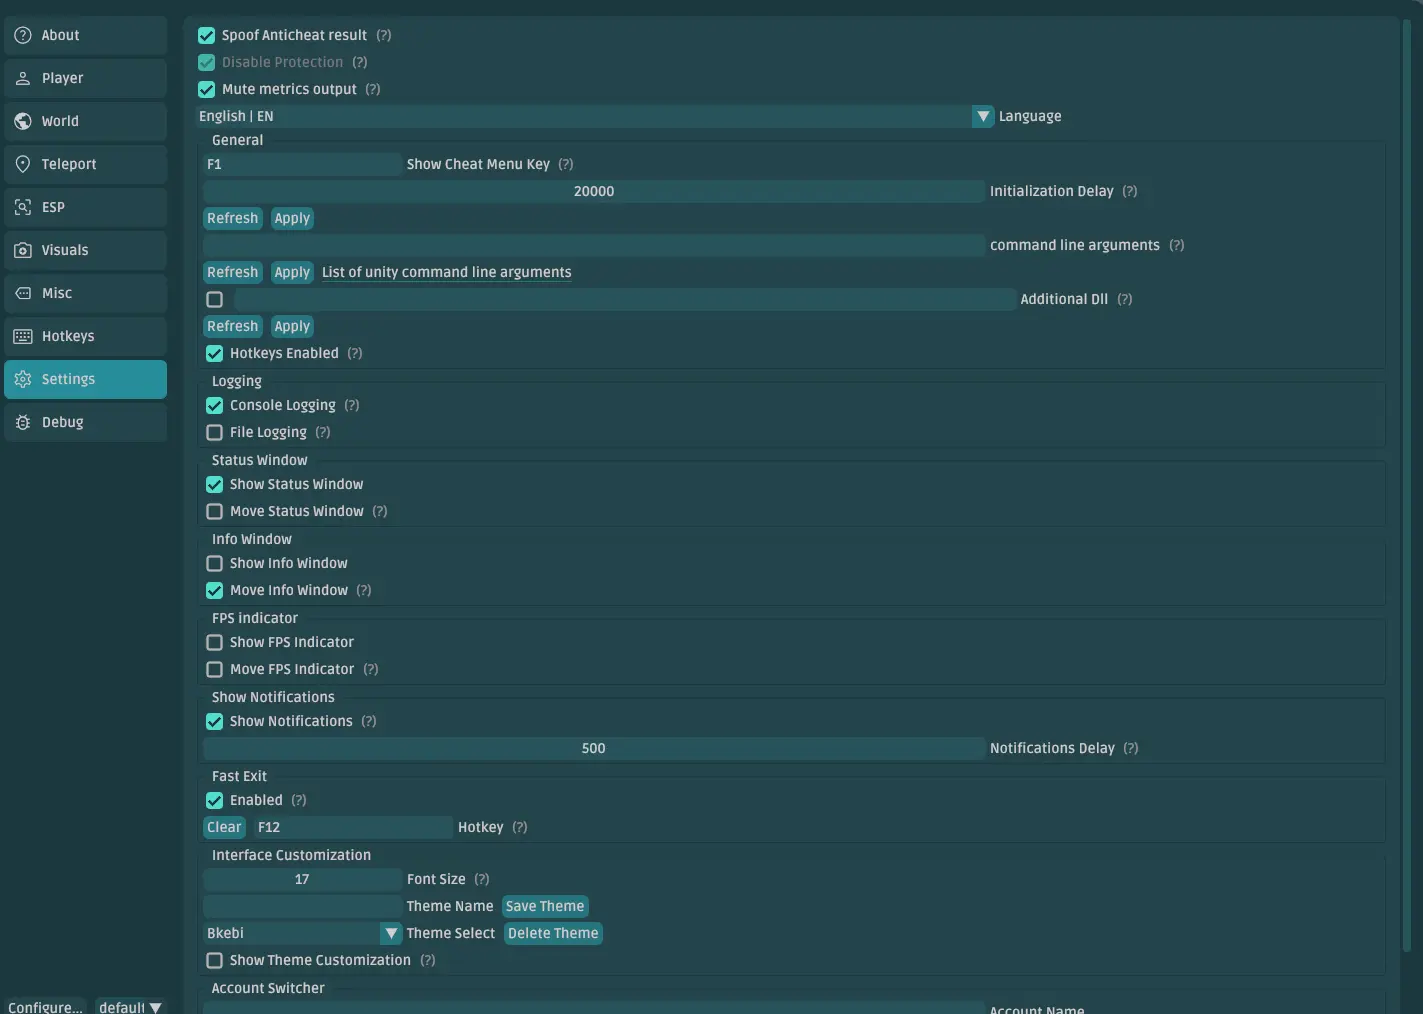 About
Player
World
Teleport
ESP
Visuals
Misc
Hotkeys
Settings
Debug
Configure...
default
Spoof Anticheat result (?)
Disable Protection (?)
Mute metrics output (?)
English | EN Language
General
F1 Show Cheat Menu Key (?)
20000 Initialization Delay (?)
Refresh Apply
command line arguments (?)
Refresh Apply List of unity command line arguments
Additional Dll (?)
Refresh Apply
Hotkeys Enabled (?)
Logging
Console Logging (?)
File Logging (?)
Status Window
Show Status Window
Move Status Window (?)
Info Window
Show Info Window
Move Info Window (?)
FPS indicator
Show FPS Indicator
Move FPS Indicator (?)
Show Notifications
Show Notifications (?)
500 Notifications Delay (?)
Fast Exit
Enabled (?)
Clear F12 Hotkey (?)
Interface Customization
17 Font Size (?)
Theme Name Save Theme
Bkebi Theme Select Delete Theme
Show Theme Customization (?)
Account Switcher
Account Name